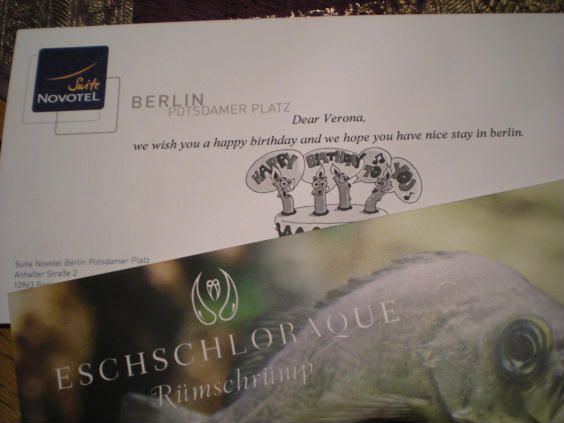 Suite
NOVOTEL
BERLIN
POTSDAMER PLATZ
Dear Verona,
we wish you a happy birthday and we hope you have nice stay in berlin.
HAPPY BIRTHDAY TO YOU
Suite Novotel Berlin Potsdamer Platz
Anhalter Straße 2
10963
ESCHSCHLORAQUE
Rümschrümp